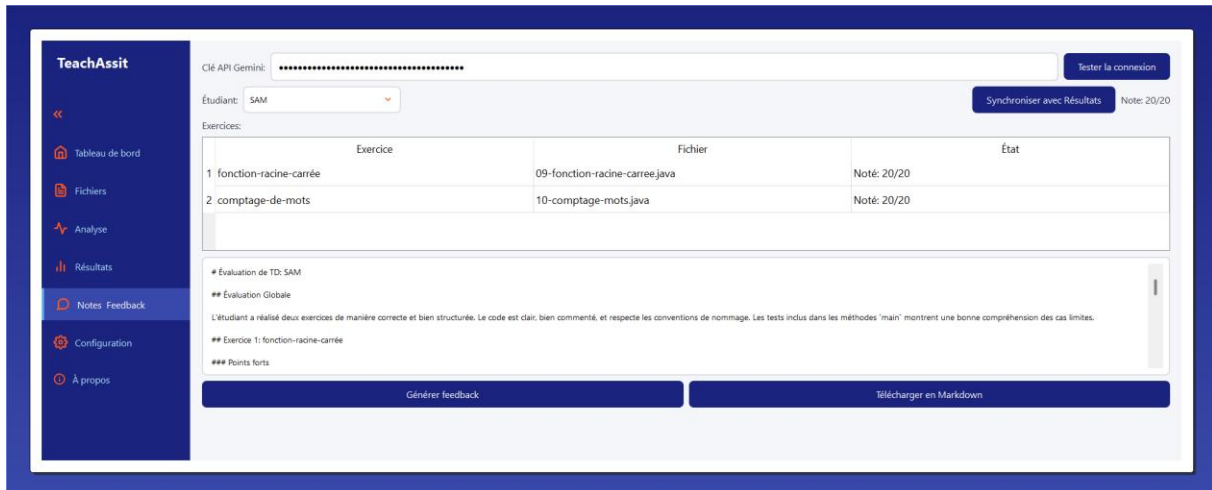 TeachAssit
«
Tableau de bord
Fichiers
Analyse
Résultats
Notes Feedback
Configuration
À propos
Clé API Gemini: ••••••••••••••••••••••••••••••••••••••• Tester la connexion
Étudiant: SAM Synchroniser avec Résultats Note: 20/20
Exercices:
Exercice Fichier État
1 fonction-racine-carrée 09-fonction-racine-carree.java Noté: 20/20
2 comptage-de-mots 10-comptage-mots.java Noté: 20/20
# Évaluation de TD: SAM
## Évaluation Globale
L'étudiant a réalisé deux exercices de manière correcte et bien structurée. Le code est clair, bien commenté, et respecte les conventions de nommage. Les tests inclus dans les méthodes `main` montrent une bonne compréhension des cas limites.
## Exercice 1: fonction-racine-carrée
### Points forts
Générer feedback Télécharger en Markdown